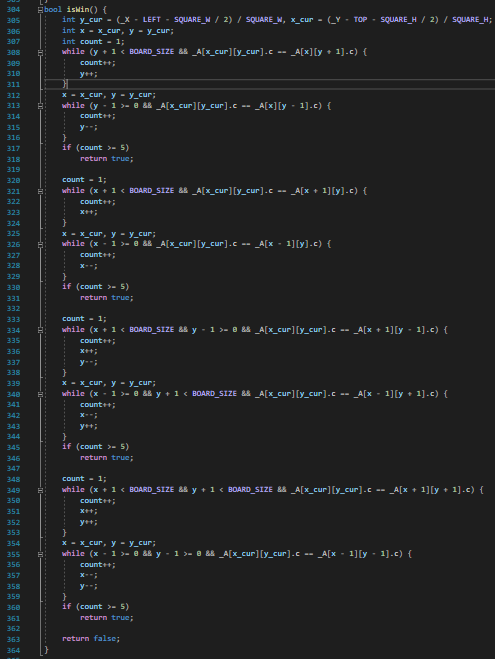 304 bool isWin() {
305 int y_cur = (_X - LEFT - SQUARE_W / 2) / SQUARE_W, x_cur = (_Y - TOP - SQUARE_H / 2) / SQUARE_H;
306 int x = x_cur, y = y_cur;
307 int count = 1;
308 while (y + 1 < BOARD_SIZE && _A[x_cur][y_cur].c == _A[x][y + 1].c) {
309 count++;
310 y++;
311 }
312 x = x_cur, y = y_cur;
313 while (y - 1 >= 0 && _A[x_cur][y_cur].c == _A[x][y - 1].c) {
314 count++;
315 y--;
316 }
317 if (count >= 5)
318 return true;
319
320 count = 1;
321 while (x + 1 < BOARD_SIZE && _A[x_cur][y_cur].c == _A[x + 1][y].c) {
322 count++;
323 x++;
324 }
325 x = x_cur, y = y_cur;
326 while (x - 1 >= 0 && _A[x_cur][y_cur].c == _A[x - 1][y].c) {
327 count++;
328 x--;
329 }
330 if (count >= 5)
331 return true;
332
333 count = 1;
334 while (x + 1 < BOARD_SIZE && y - 1 >= 0 && _A[x_cur][y_cur].c == _A[x + 1][y - 1].c) {
335 count++;
336 x++;
337 y--;
338 }
339 x = x_cur, y = y_cur;
340 while (x - 1 >= 0 && y + 1 < BOARD_SIZE && _A[x_cur][y_cur].c == _A[x - 1][y + 1].c) {
341 count++;
342 x--;
343 y++;
344 }
345 if (count >= 5)
346 return true;
347
348 count = 1;
349 while (x + 1 < BOARD_SIZE && y + 1 < BOARD_SIZE && _A[x_cur][y_cur].c == _A[x + 1][y + 1].c) {
350 count++;
351 x++;
352 y++;
353 }
354 x = x_cur, y = y_cur;
355 while (x - 1 >= 0 && y - 1 >= 0 && _A[x_cur][y_cur].c == _A[x - 1][y - 1].c) {
356 count++;
357 x--;
358 y--;
359 }
360 if (count >= 5)
361 return true;
362
363 return false;
364 }